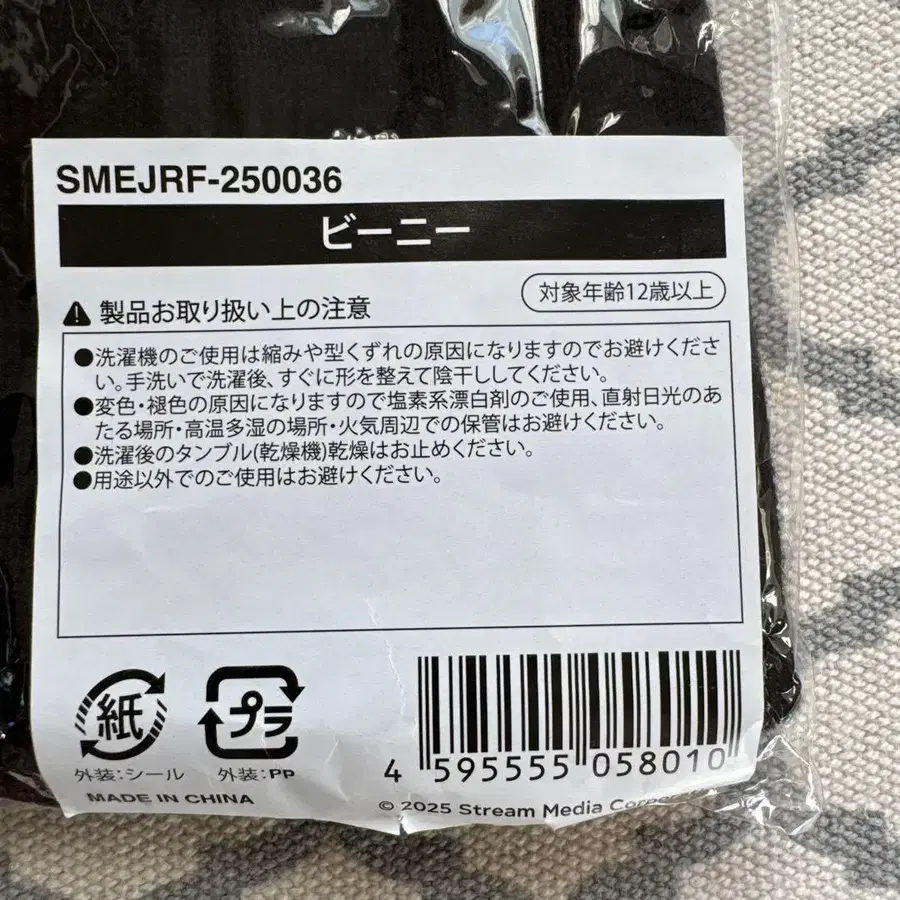 SMEJRF-250036
ビーニー
対象年齢12歳以上
製品お取り扱い上の注意
●洗濯機のご使用は縮みや型くずれの原因になりますのでお避けくださ
い。手洗いで洗濯後、すぐに形を整えて陰干ししてください。
●変色・褪色の原因になりますので塩素系漂白剤のご使用、直射日光のあ
たる場所・高温多湿の場所・火気周辺での保管はお避けください。
●洗濯後のタンブル(乾燥機)乾燥はお止めください。
●用途以外でのご使用はお避けください。
紙
プラ
外装:シール 外装:PP
MADE IN CHINA
4 595555 058010
© 2025 Stream Media